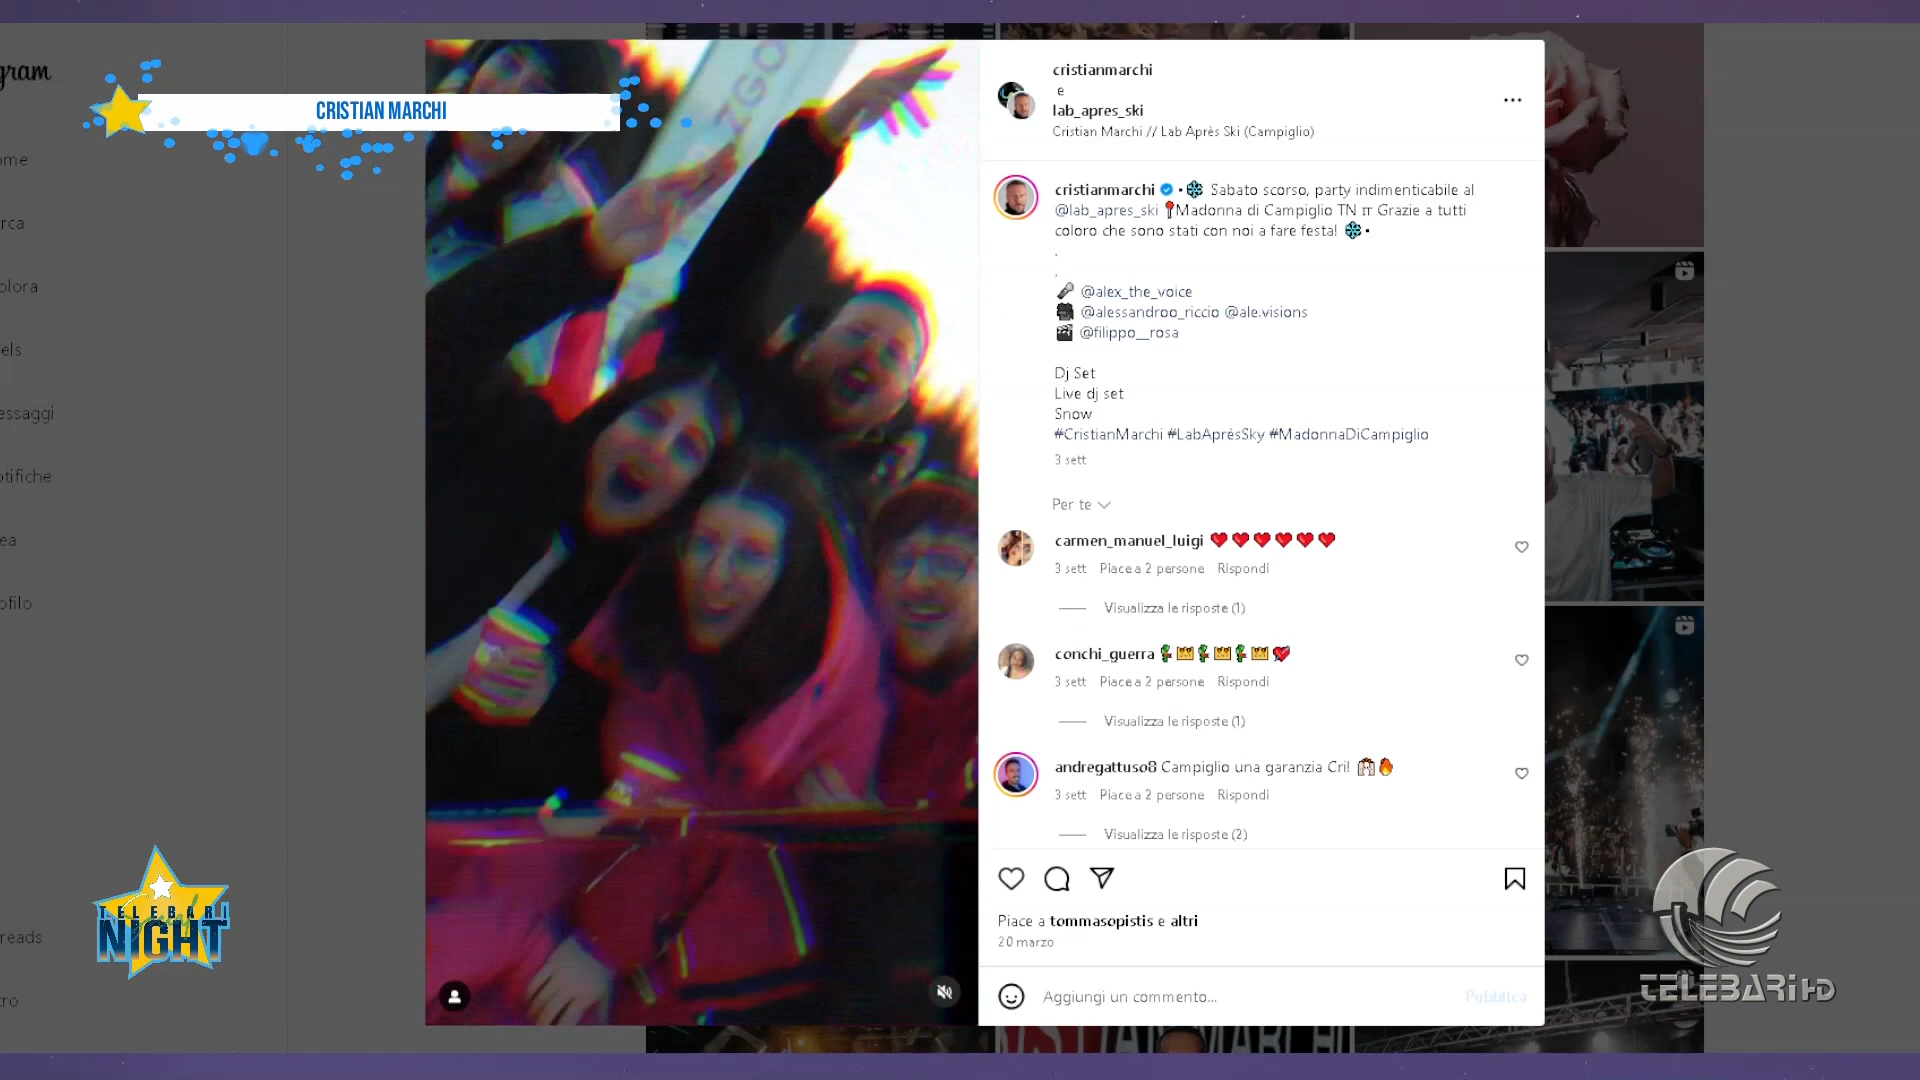 gram
CRISTIAN MARCHI
ome
rca
olora
els
essaggi
otifiche
ea
ofilo
reads
tro
cristianmarchi
e
lab_apres_ski
Cristian Marchi // Lab Après Ski (Campiglio)
cristianmarchi • ❄️ Sabato scorso, party indimenticabile al
@lab_apres_ski 📍Madonna di Campiglio TN π Grazie a tutti
coloro che sono stati con noi a fare festa! ❄️•
.
.
🎤 @alex_the_voice
🎥 @alessandroo_riccio @ale.visions
🎬 @filippo__rosa
Dj Set
Live dj set
Snow
#CristianMarchi #LabAprèsSky #MadonnaDiCampiglio
3 sett
Per te
carmen_manuel_luigi ❤️❤️❤️❤️❤️❤️
3 sett Piace a 2 persone Rispondi
Visualizza le risposte (1)
conchi_guerra 💃👑💃👑💃👑💘
3 sett Piace a 2 persone Rispondi
Visualizza le risposte (1)
andregattuso8 Campiglio una garanzia Cri! 🙌🔥
3 sett Piace a 2 persone Rispondi
Visualizza le risposte (2)
Piace a tommasopistis e altri
20 marzo
Aggiungi un commento... Pubblica
TELEBARI
NIGHT
TELEBARI HD